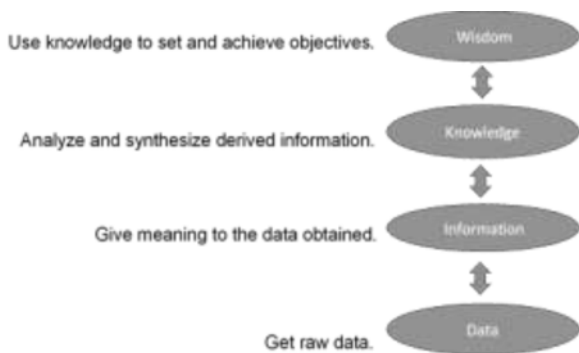 Use knowledge to set and achieve objectives.
Wisdom
Analyze and synthesize derived information.
Knowledge
Give meaning to the data obtained.
Information
Get raw data.
Data